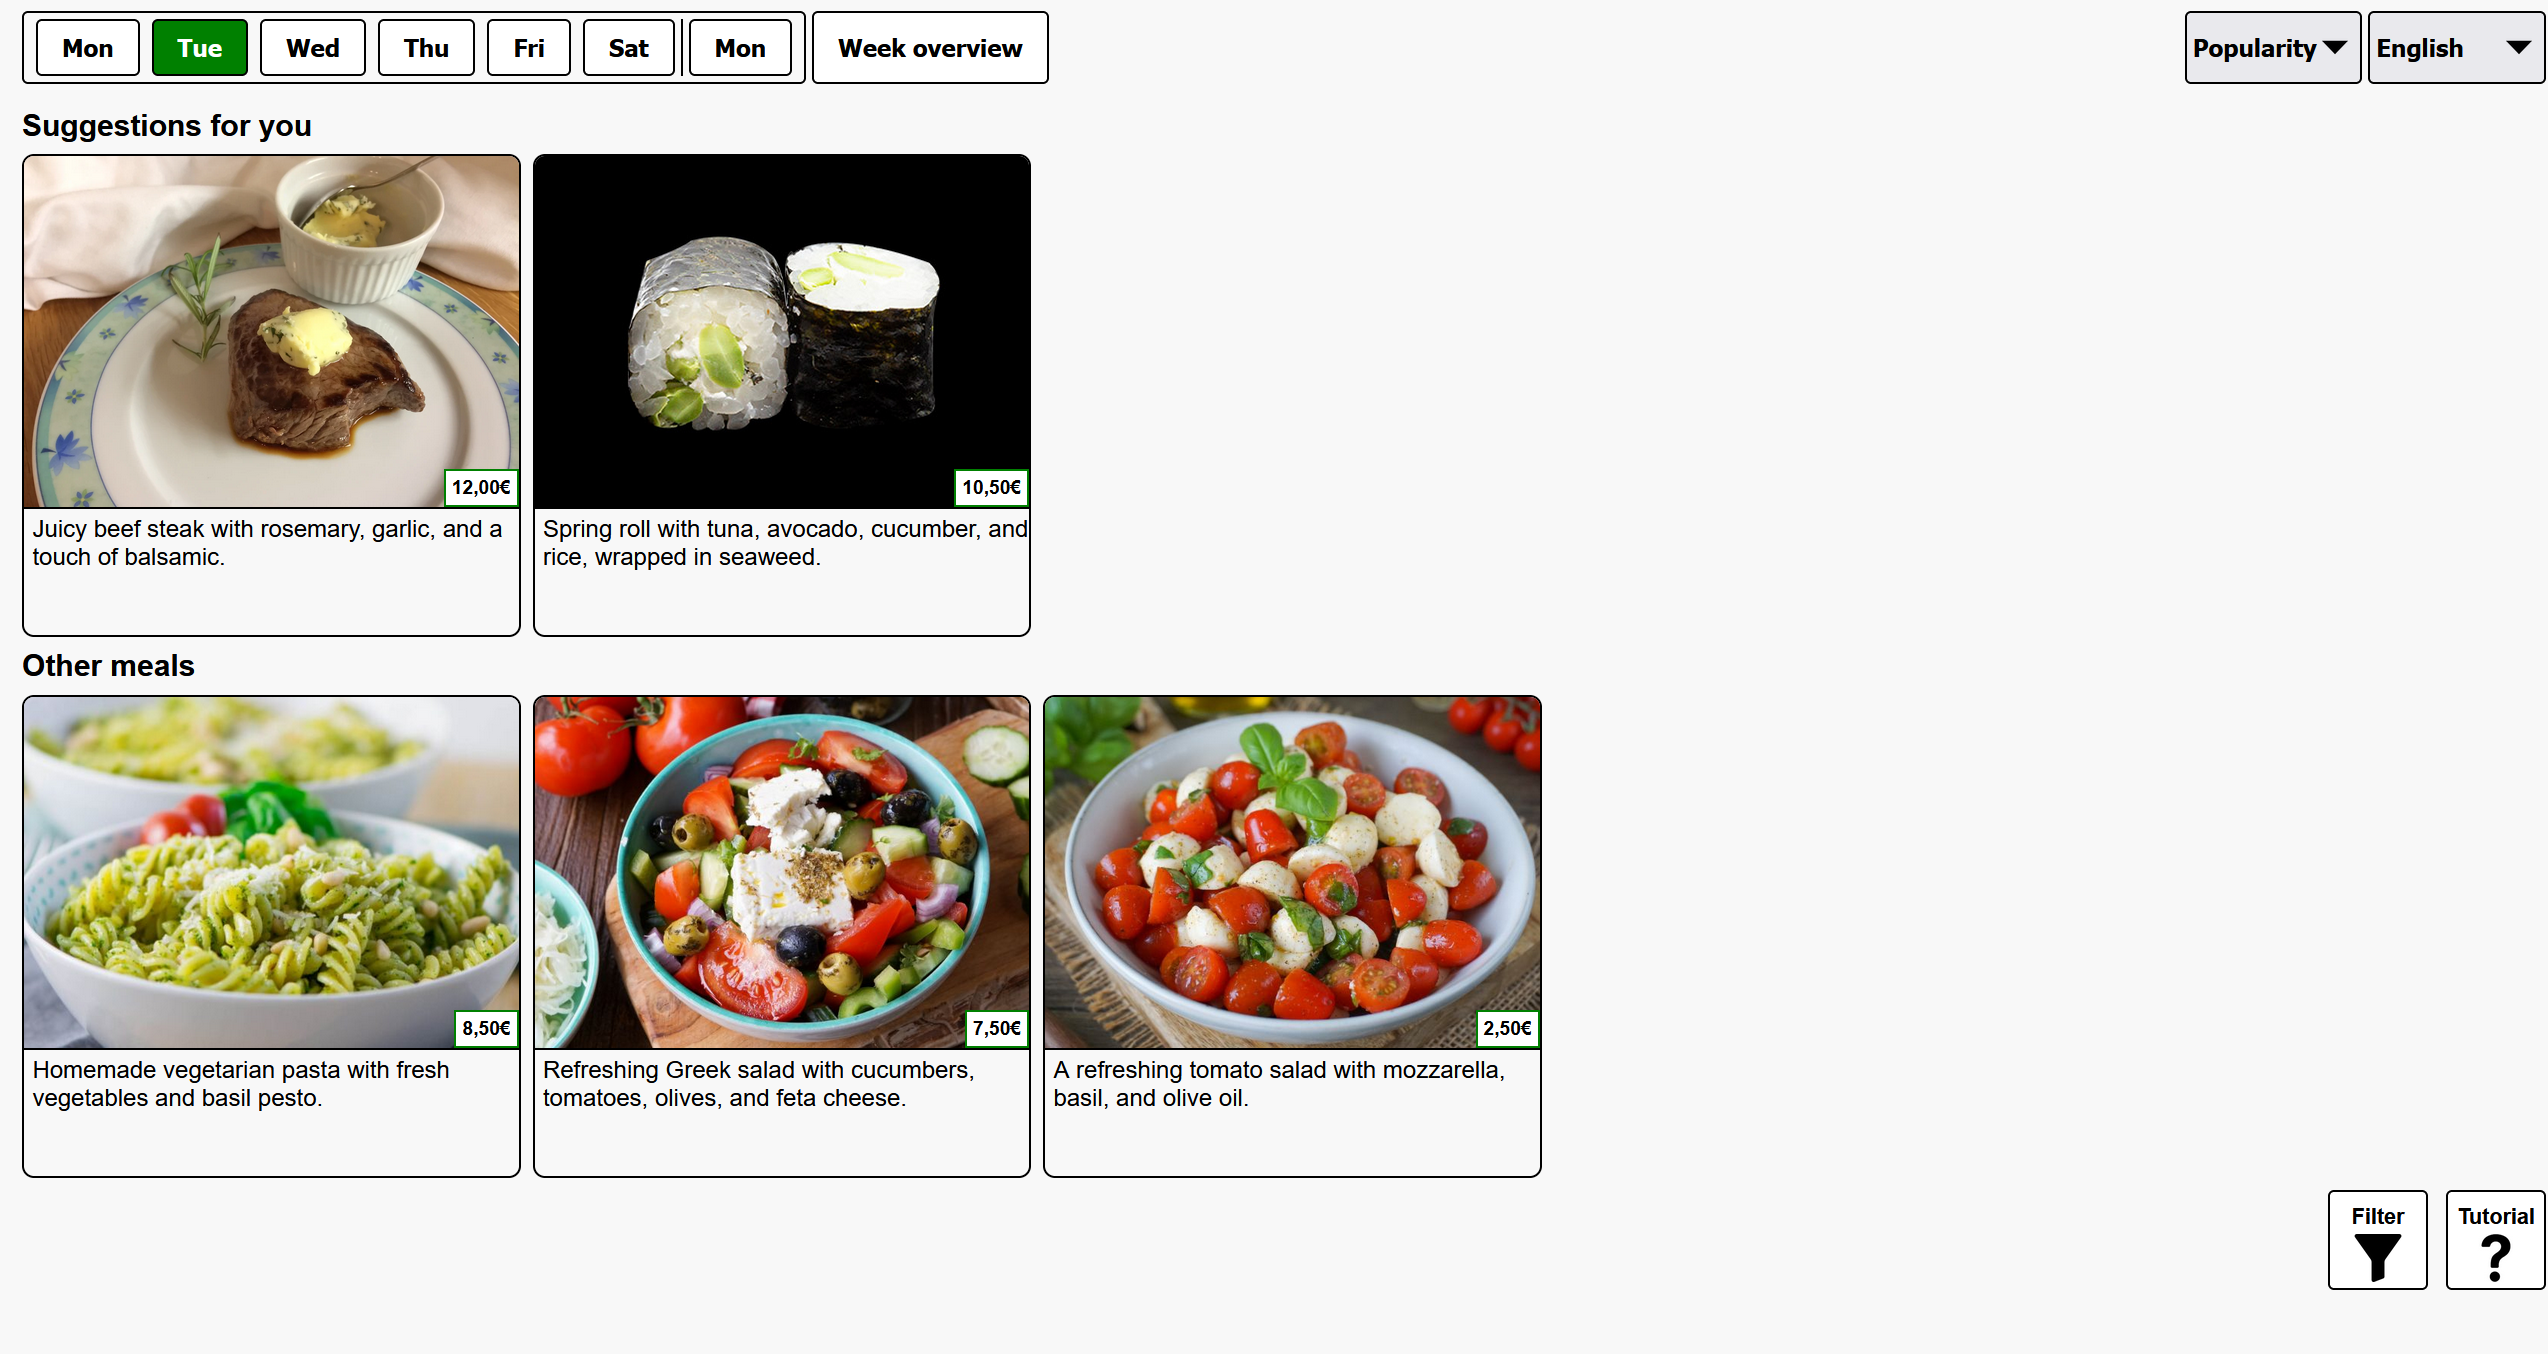 Mon Tue Wed Thu Fri Sat Mon Week overview Popularity English
Suggestions for you
12,00€
Juicy beef steak with rosemary, garlic, and a
touch of balsamic.
10,50€
Spring roll with tuna, avocado, cucumber, and
rice, wrapped in seaweed.
Other meals
8,50€
Homemade vegetarian pasta with fresh
vegetables and basil pesto.
7,50€
Refreshing Greek salad with cucumbers,
tomatoes, olives, and feta cheese.
2,50€
A refreshing tomato salad with mozzarella,
basil, and olive oil.
Filter
Tutorial
?